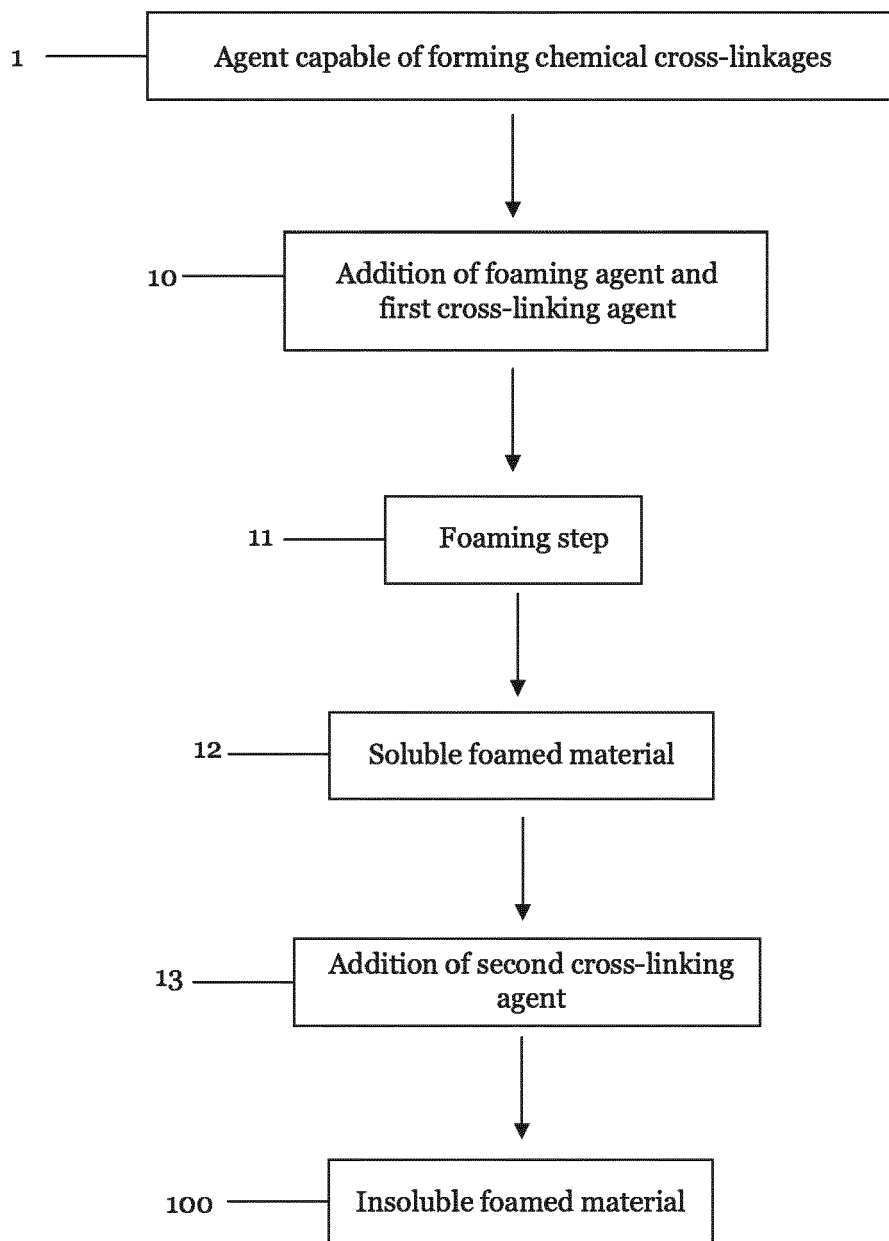 1 Agent capable of forming chemical cross-linkages
10 Addition of foaming agent and
first cross-linking agent
11 Foaming step
12 Soluble foamed material
13 Addition of second cross-linking
agent
100 Insoluble foamed material